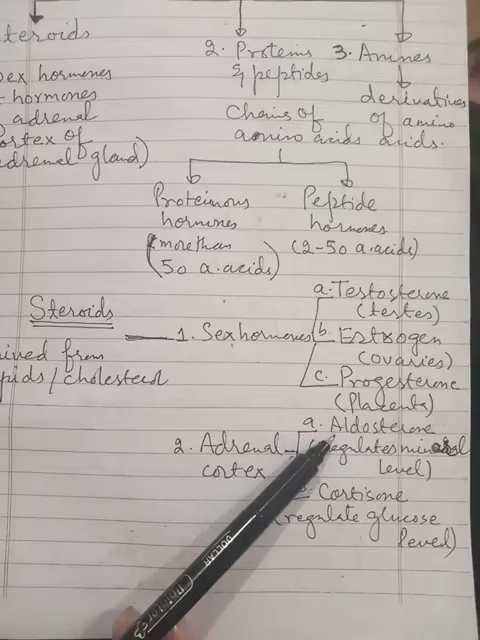 teroids
2. Proteins 3. Amines
& peptides
ex hormones
hormones
derivatives
adrenal
Chains of
of amino
ortex of
amino acids
acids.
drenal gland)
Proteinous
Peptide
hormones
hormones
(more than
(2-50 a.acids)
50 a.acids)
a. Testosterone
(testes)
Steroids
1. Sex hormones
b. Estrogen
(ovaries)
ived from
pids/cholesterol
c. Progesterone
(Placenta)
a. Aldosterone
2. Adrenal
regulates mineral
cortex
level)
Cortisone
(regulate glucose
level)
DOLLAR
Pointer